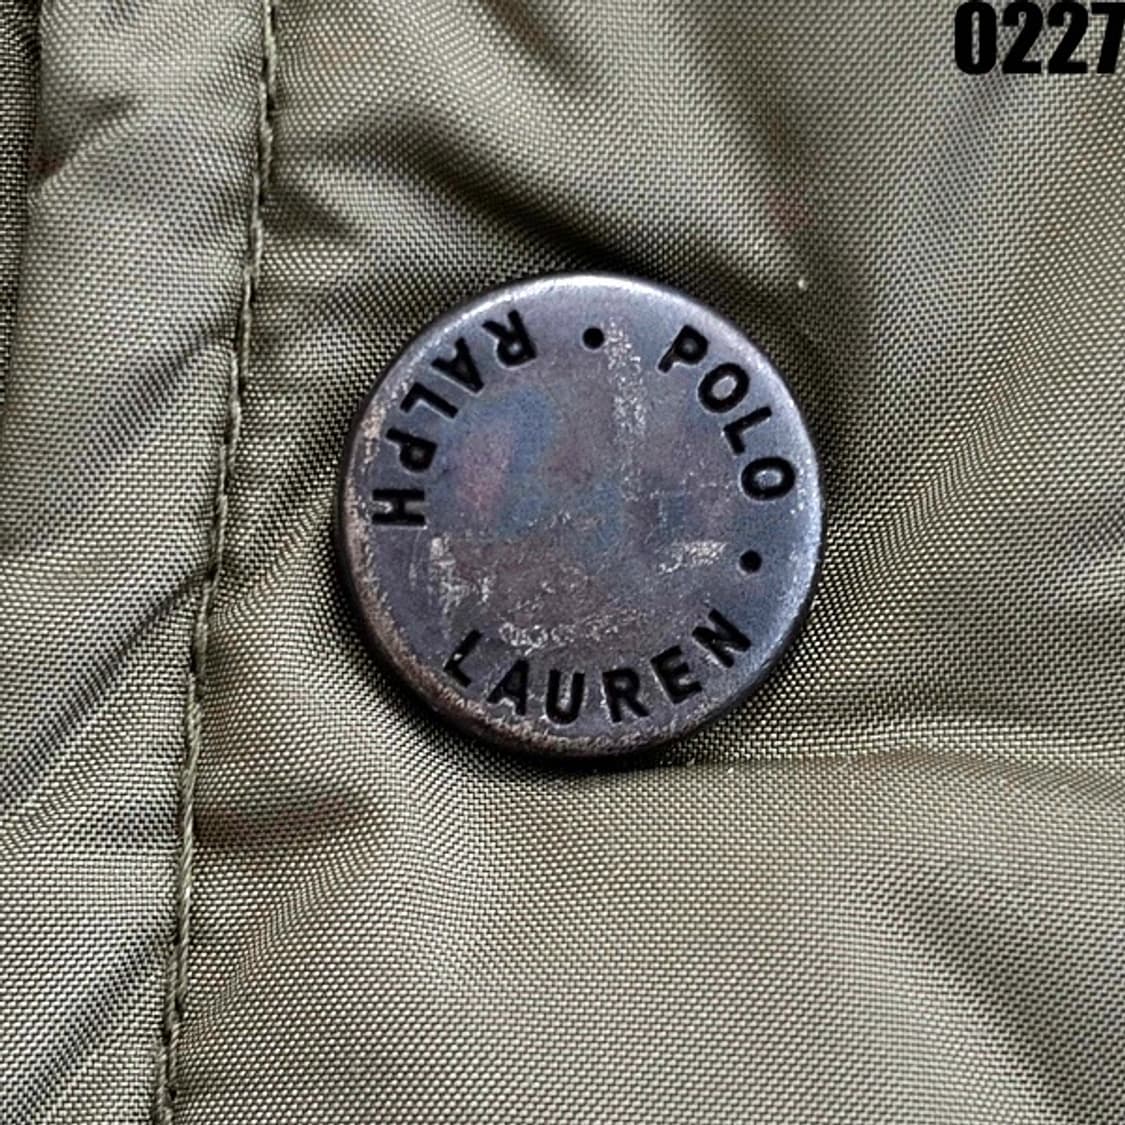 0227
• POLO •
RALPH LAUREN